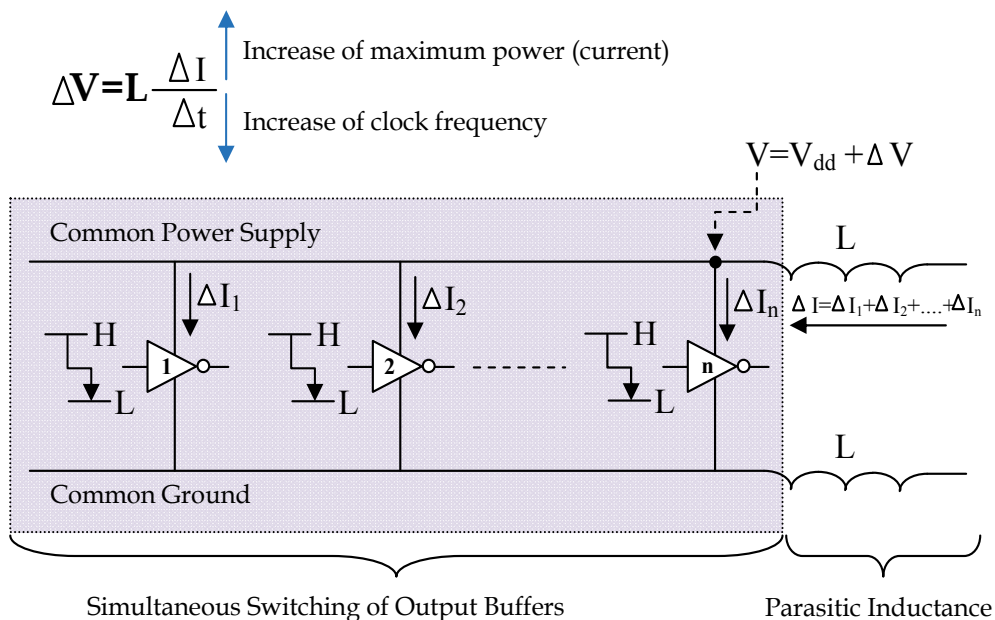 Increase of maximum power (current)
ΔV=L ΔI/Δt
Increase of clock frequency
V=Vdd+ΔV
Common Power Supply
L
ΔI1
ΔI2
ΔIn
ΔI=ΔI1+ΔI2+....+ΔIn
H
H
H
1
2
n
L
L
L
L
Common Ground
Simultaneous Switching of Output Buffers
Parasitic Inductance